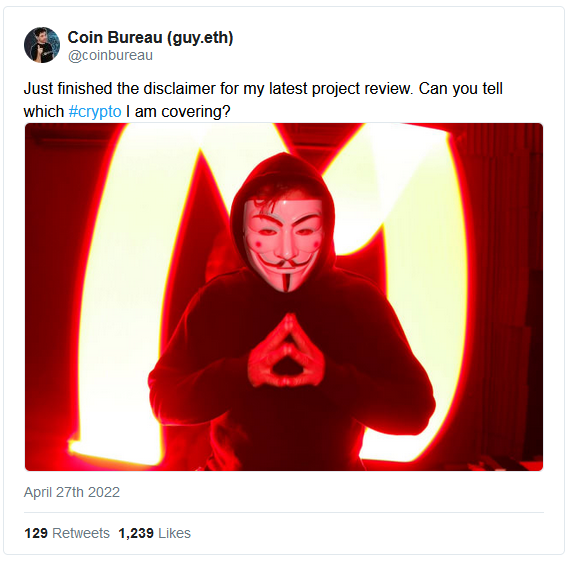 Coin Bureau (guy.eth)
@coinbureau
Just finished the disclaimer for my latest project review. Can you tell
which #crypto I am covering?
April 27th 2022
129 Retweets 1,239 Likes